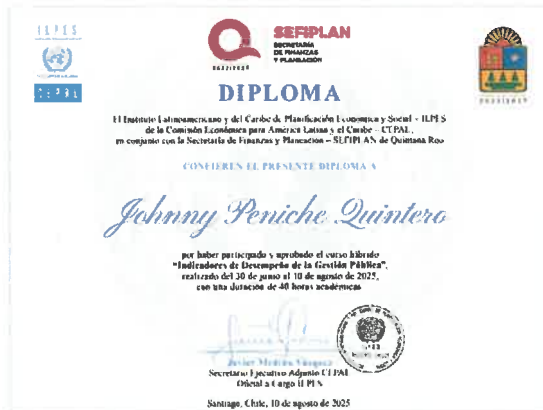 ILPES
CEPAL
SEFIPLAN
SECRETARÍA
DE FINANZAS
Y PLANEACIÓN
DIPLOMA
El Instituto Latinoamericano y del Caribe de Planificación Económica y Social - ILPES
de la Comisión Económica para América Latina y el Caribe - CEPAL,
en conjunto con la Secretaría de Finanzas y Planeación - SEFIPLAN de Quintana Roo
CONFIEREN EL PRESENTE DIPLOMA A
Johnny Peniche Quintero
por haber participado y aprobado el curso híbrido
"Indicadores de Desempeño de la Gestión Pública",
realizado del 30 de junio al 10 de agosto de 2025,
con una duración de 40 horas académicas
Javier Medina Vásquez
Secretario Ejecutivo Adjunto CEPAL
Oficial a Cargo ILPES
Santiago, Chile, 10 de agosto de 2025